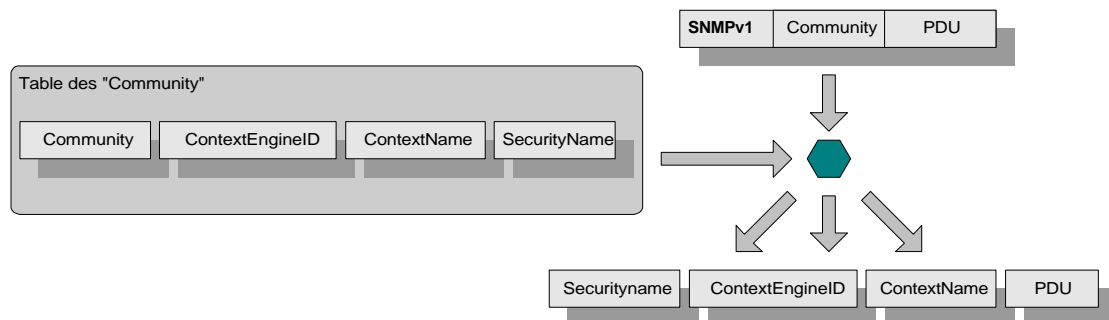 SNMPv1 Community PDU
Table des "Community"
Community ContextEngineID ContextName SecurityName
Securityname ContextEngineID ContextName PDU